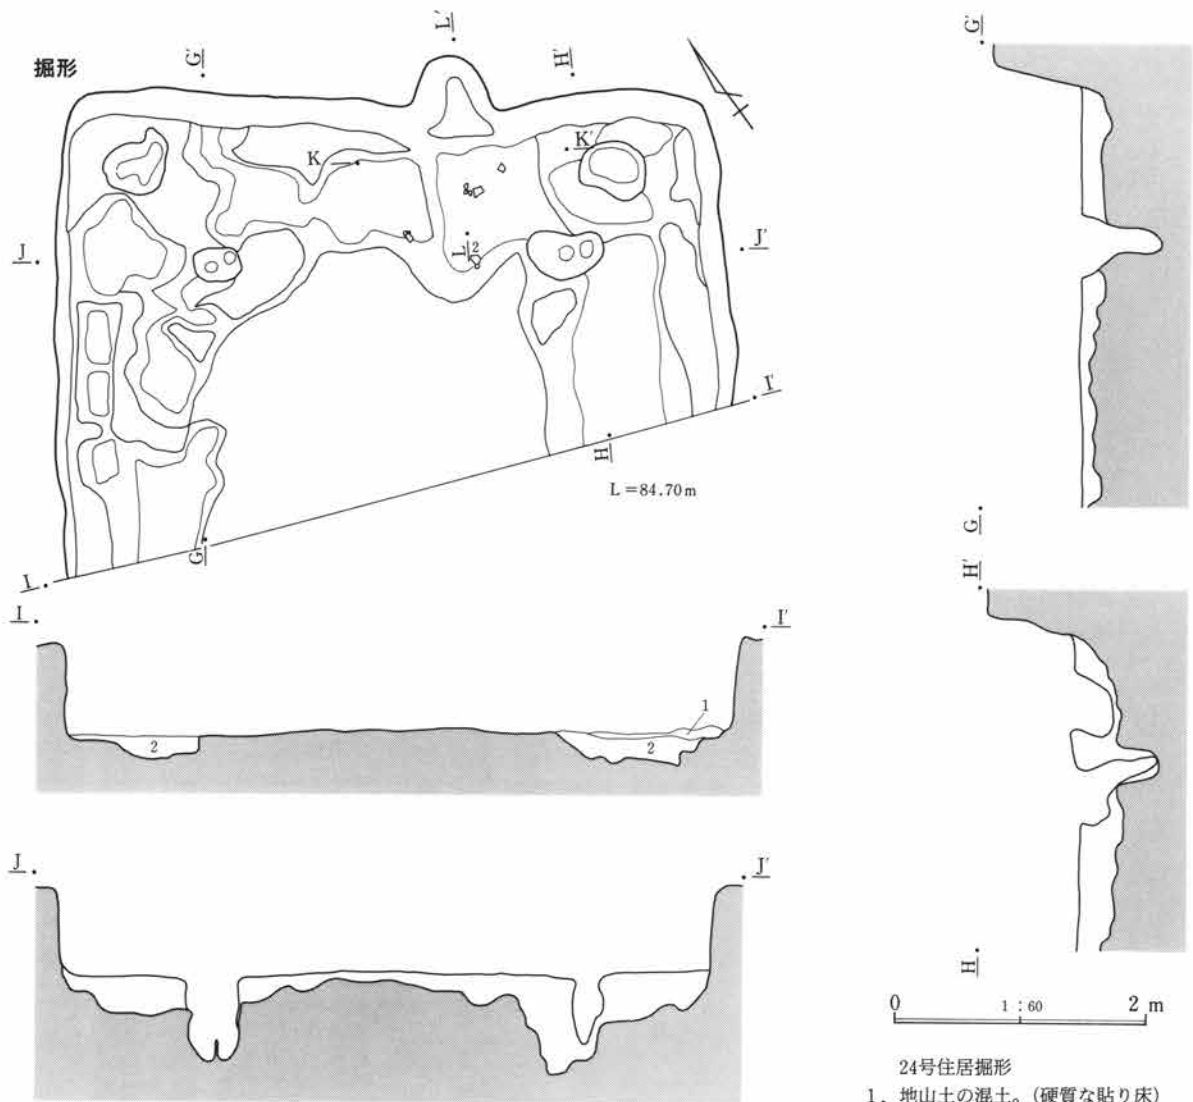 掘形
G'
L'
H'
K
K'
L
2
J
J'
I'
H
L=84.70m
G
I
I
I'
1
2
2
J
J'
G'
G
H'
H
0 1:60 2 m
24号住居掘形
1. 地山土の混土。(硬質な貼り床)